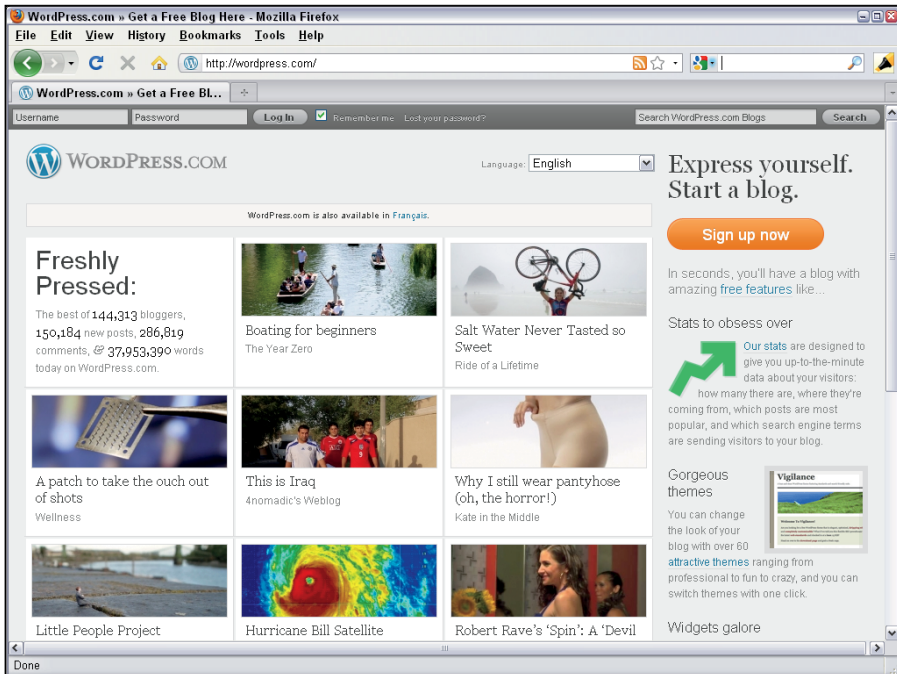 WordPress.com » Get a Free Blog Here - Mozilla Firefox
File Edit View History Bookmarks Tools Help
http://wordpress.com/
WordPress.com » Get a Free Bl...
Username Password Log In Remember me Lost your password? Search WordPress.com Blogs Search
WORDPRESS.COM
Language: English
WordPress.com is also available in Français.
Freshly
Pressed:
The best of 144,313 bloggers,
150,184 new posts, 286,819
comments, & 37,953,390 words
today on WordPress.com.
Boating for beginners
The Year Zero
Salt Water Never Tasted so
Sweet
Ride of a Lifetime
A patch to take the ouch out
of shots
Wellness
This is Iraq
4nomadic's Weblog
Why I still wear pantyhose
(oh, the horror!)
Kate in the Middle
Little People Project
Hurricane Bill Satellite
Robert Rave's 'Spin': A 'Devil
Express yourself.
Start a blog.
Sign up now
In seconds, you'll have a blog with
amazing free features like...
Stats to obsess over
Our stats are designed to
give you up-to-the-minute
data about your visitors:
how many there are, where they're
coming from, which posts are most
popular, and which search engine terms
are sending visitors to your blog.
Gorgeous
themes
Vigilance
Welcome To Vigilance!
You can change
the look of your
blog with over 60
attractive themes ranging from
professional to fun to crazy, and you can
switch themes with one click.
Widgets galore
Done